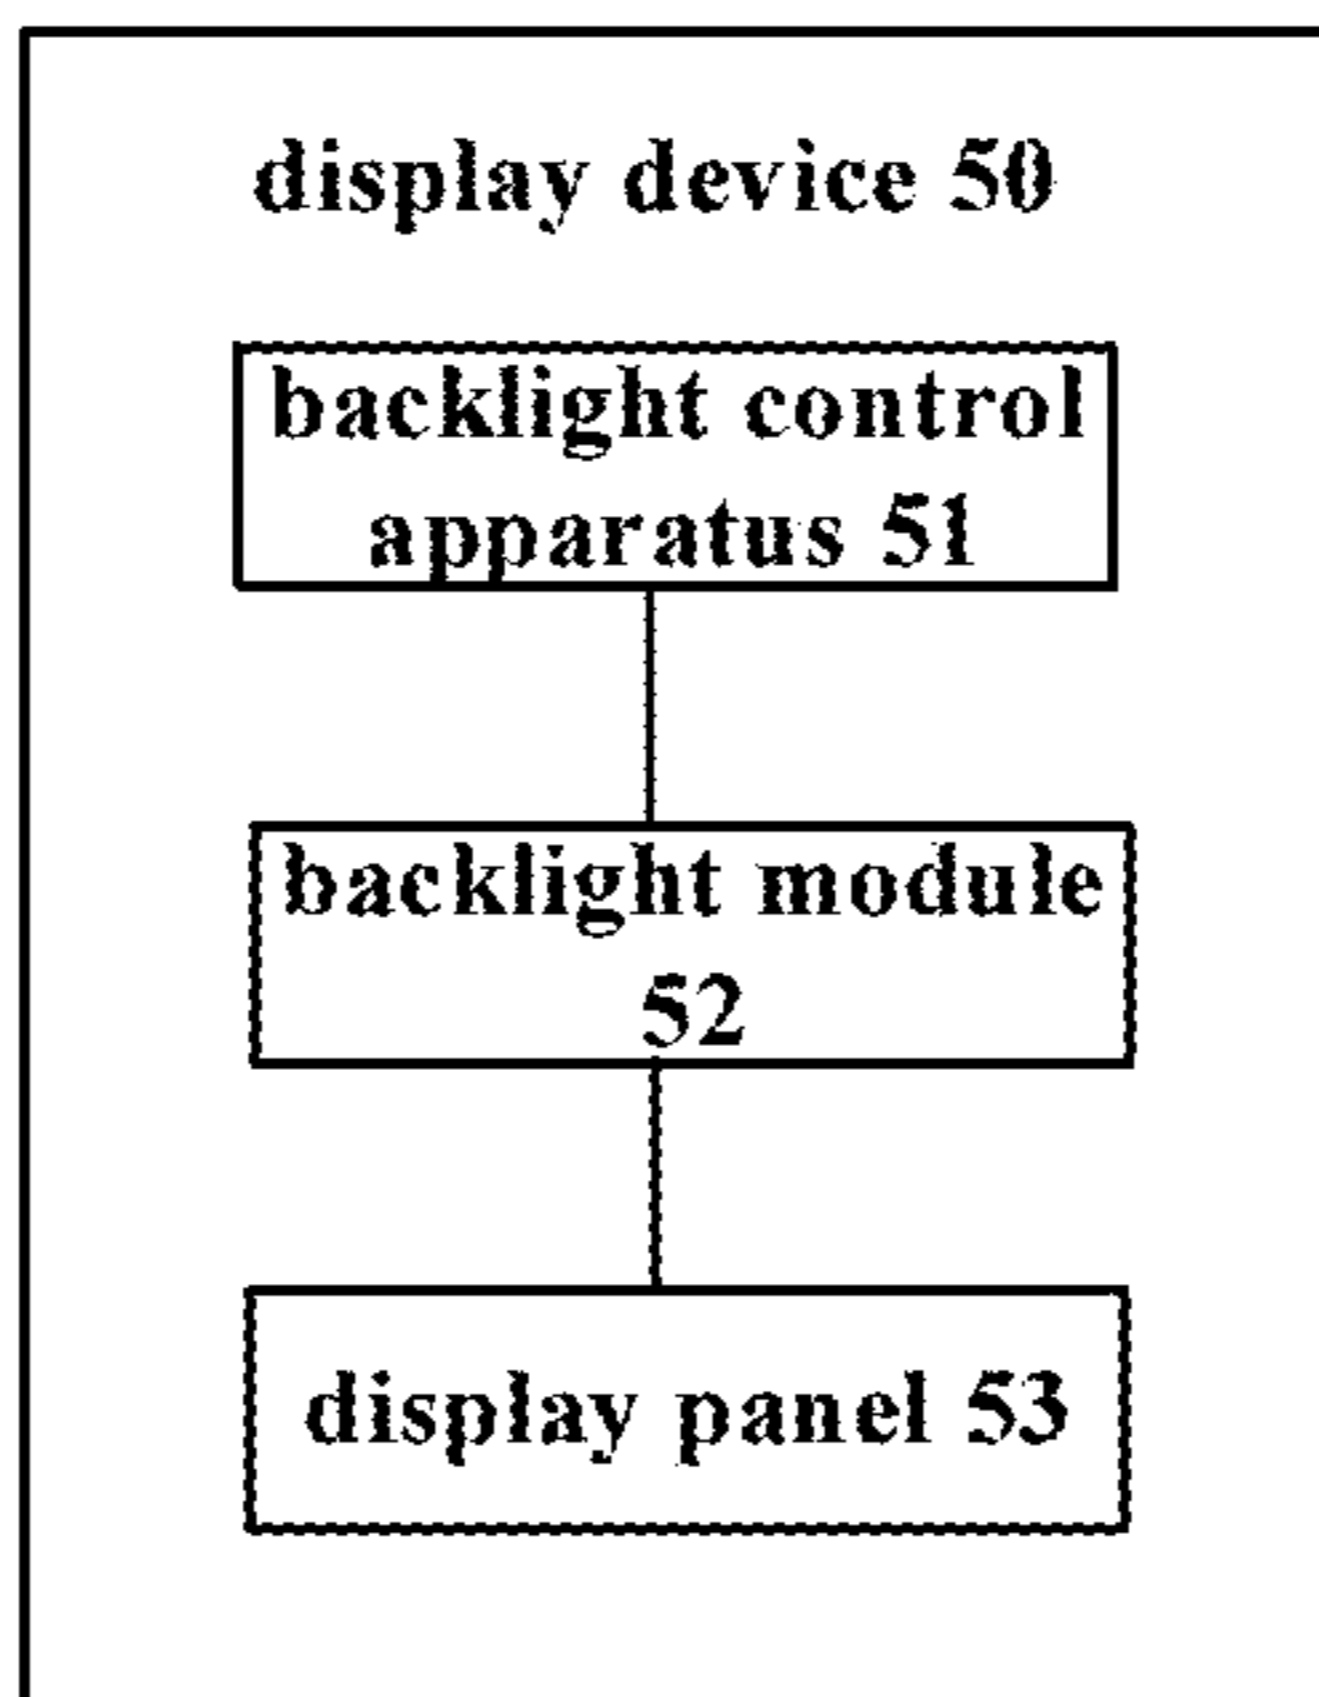 display device 50
backlight control
apparatus 51
backlight module
52
display panel 53